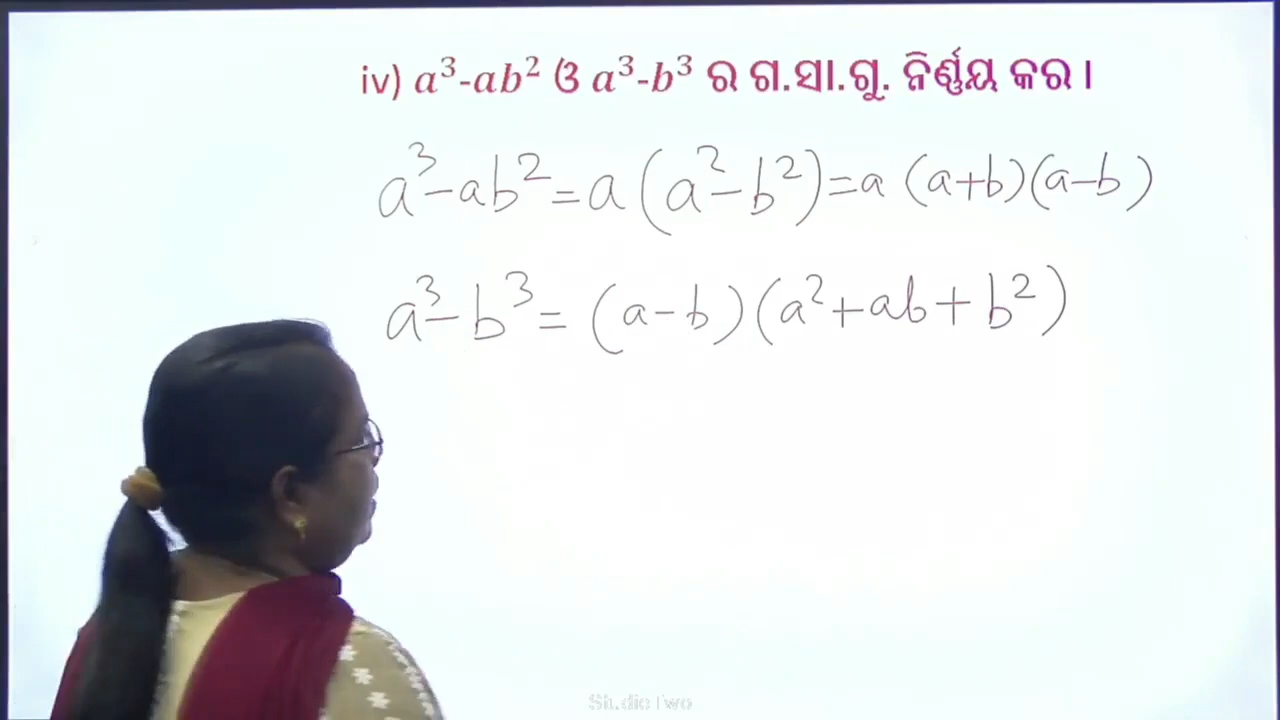 iv) a³-ab² ଓ a³-b³ ର ଗ.ସା.ଗୁ. ନିର୍ଣ୍ଣୟ କର।
a³-ab² = a(a²-b²) = a (a+b)(a-b)
a³-b³ = (a-b)(a²+ab+b²)